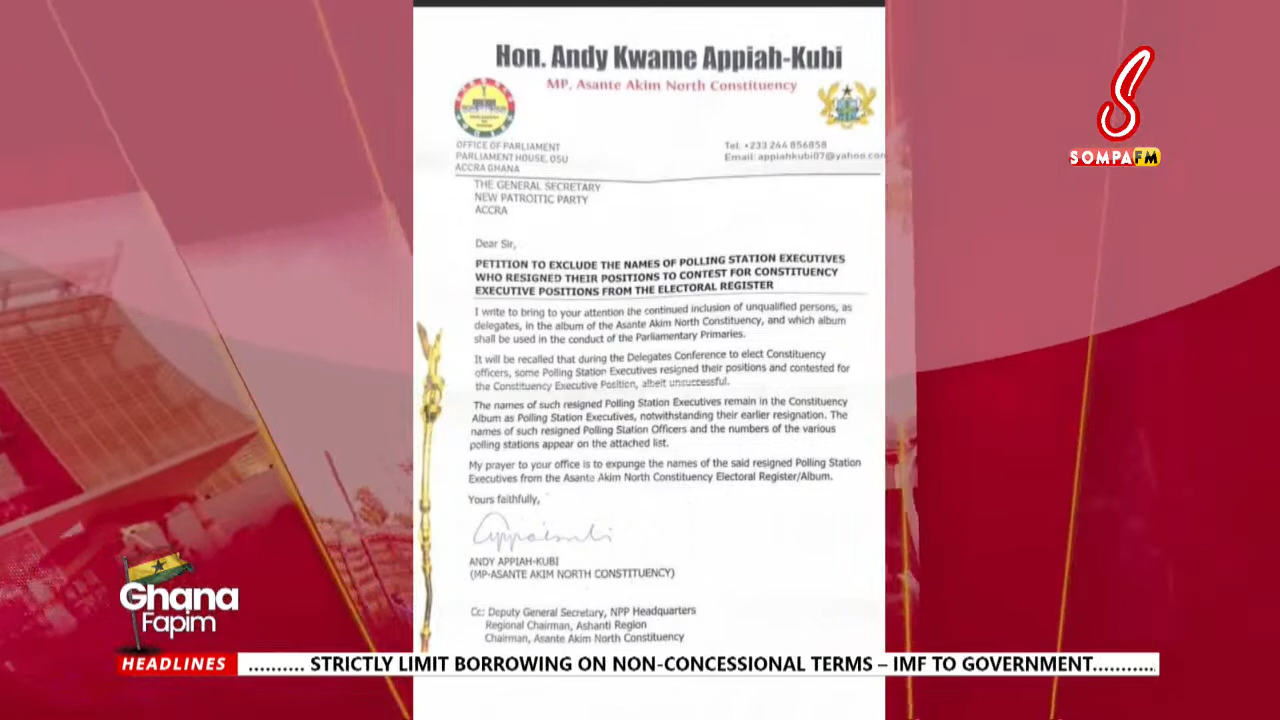 Hon. Andy Kwame Appiah-Kubi
MP, Asante Akim North Constituency
OFFICE OF PARLIAMENT
PARLIAMENT HOUSE, OSU
ACCRA GHANA
Tel: +233 244 856858
Email: appiahkubi07@yahoo.com
THE GENERAL SECRETARY
NEW PATROITIC PARTY
ACCRA
Dear Sir,
PETITION TO EXCLUDE THE NAMES OF POLLING STATION EXECUTIVES
WHO RESIGNED THEIR POSITIONS TO CONTEST FOR CONSTITUENCY
EXECUTIVE POSITIONS FROM THE ELECTORAL REGISTER
I write to bring to your attention the continued inclusion of unqualified persons, as
delegates, in the album of the Asante Akim North Constituency, and which album
shall be used in the conduct of the Parliamentary Primaries.
It will be recalled that during the Delegates Conference to elect Constituency
officers, some Polling Station Executives resigned their positions and contested for
the Constituency Executive Position, albeit unsuccessful.
The names of such resigned Polling Station Executives remain in the Constituency
Album as Polling Station Executives, notwithstanding their earlier resignation. The
names of such resigned Polling Station Officers and the numbers of the various
polling stations appear on the attached list.
My prayer to your office is to expunge the names of the said resigned Polling Station
Executives from the Asante Akim North Constituency Electoral Register/Album.
Yours faithfully,
ANDY APPIAH-KUBI
(MP-ASANTE AKIM NORTH CONSTITUENCY)
Cc: Deputy General Secretary, NPP Headquarters
Regional Chairman, Ashanti Region
Chairman, Asante Akim North Constituency
S
SOMPA FM
Ghana
Fapim
HEADLINES
.......... STRICTLY LIMIT BORROWING ON NON-CONCESSIONAL TERMS – IMF TO GOVERNMENT...........